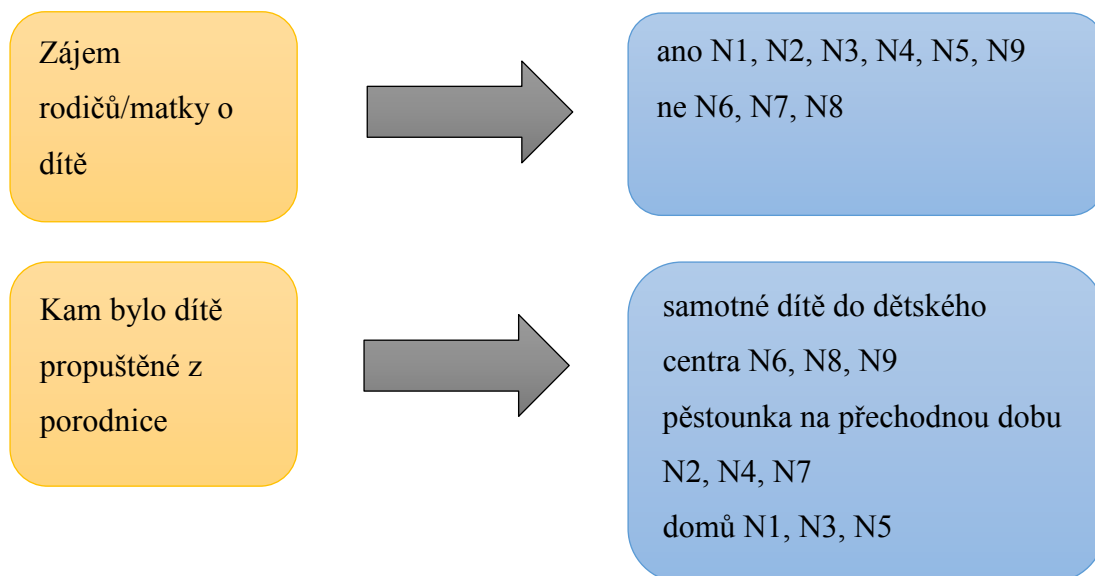 Zájem
rodičů/matky o
dítě
ano N1, N2, N3, N4, N5, N9
ne N6, N7, N8
Kam bylo dítě
propuštěné z
porodnice
samotné dítě do dětského
centra N6, N8, N9
pěstounka na přechodnou dobu
N2, N4, N7
domů N1, N3, N5